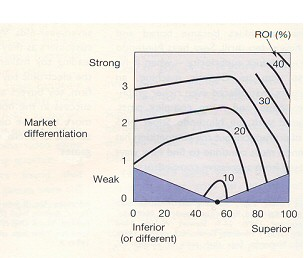 ROI (%)
40
Strong
3
30
Market
differentiation
2
20
1
Weak
10
0
0 20 40 60 80 100
Inferior
(or different)
Superior